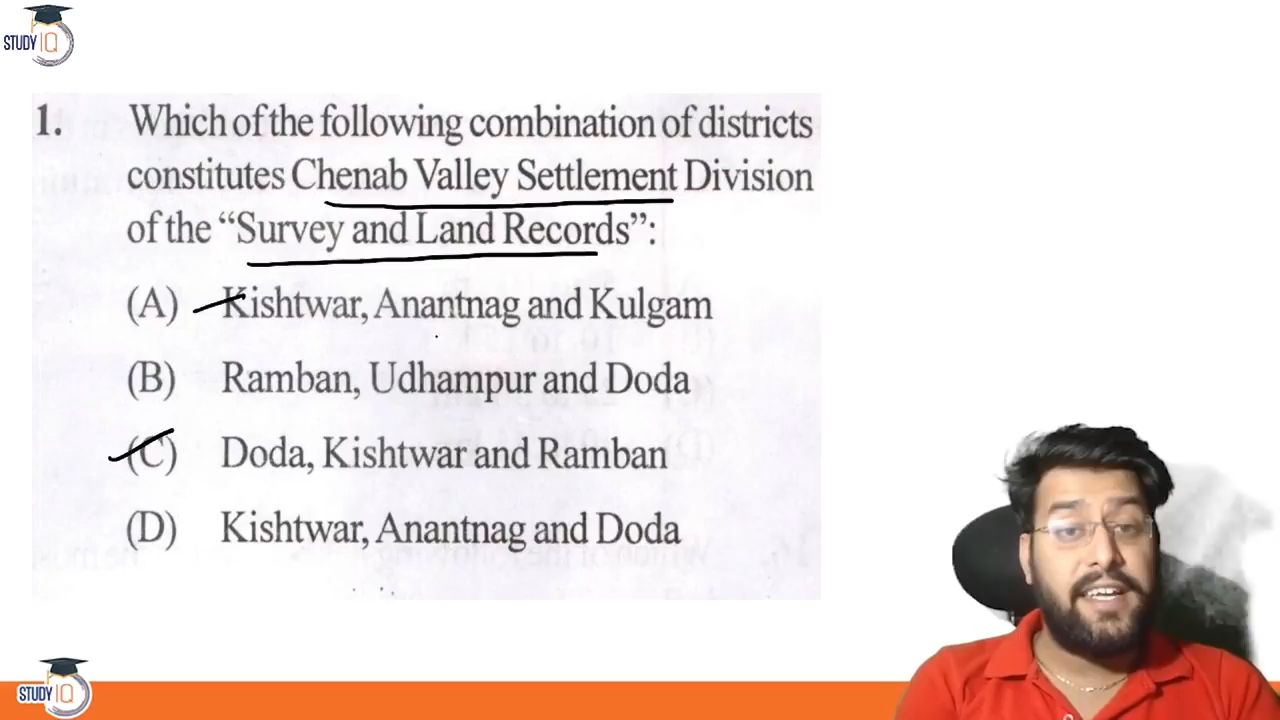 STUDY IQ
1. Which of the following combination of districts
constitutes Chenab Valley Settlement Division
of the “Survey and Land Records”:
(A) Kishtwar, Anantnag and Kulgam
(B) Ramban, Udhampur and Doda
(C) Doda, Kishtwar and Ramban
(D) Kishtwar, Anantnag and Doda
STUDY IQ